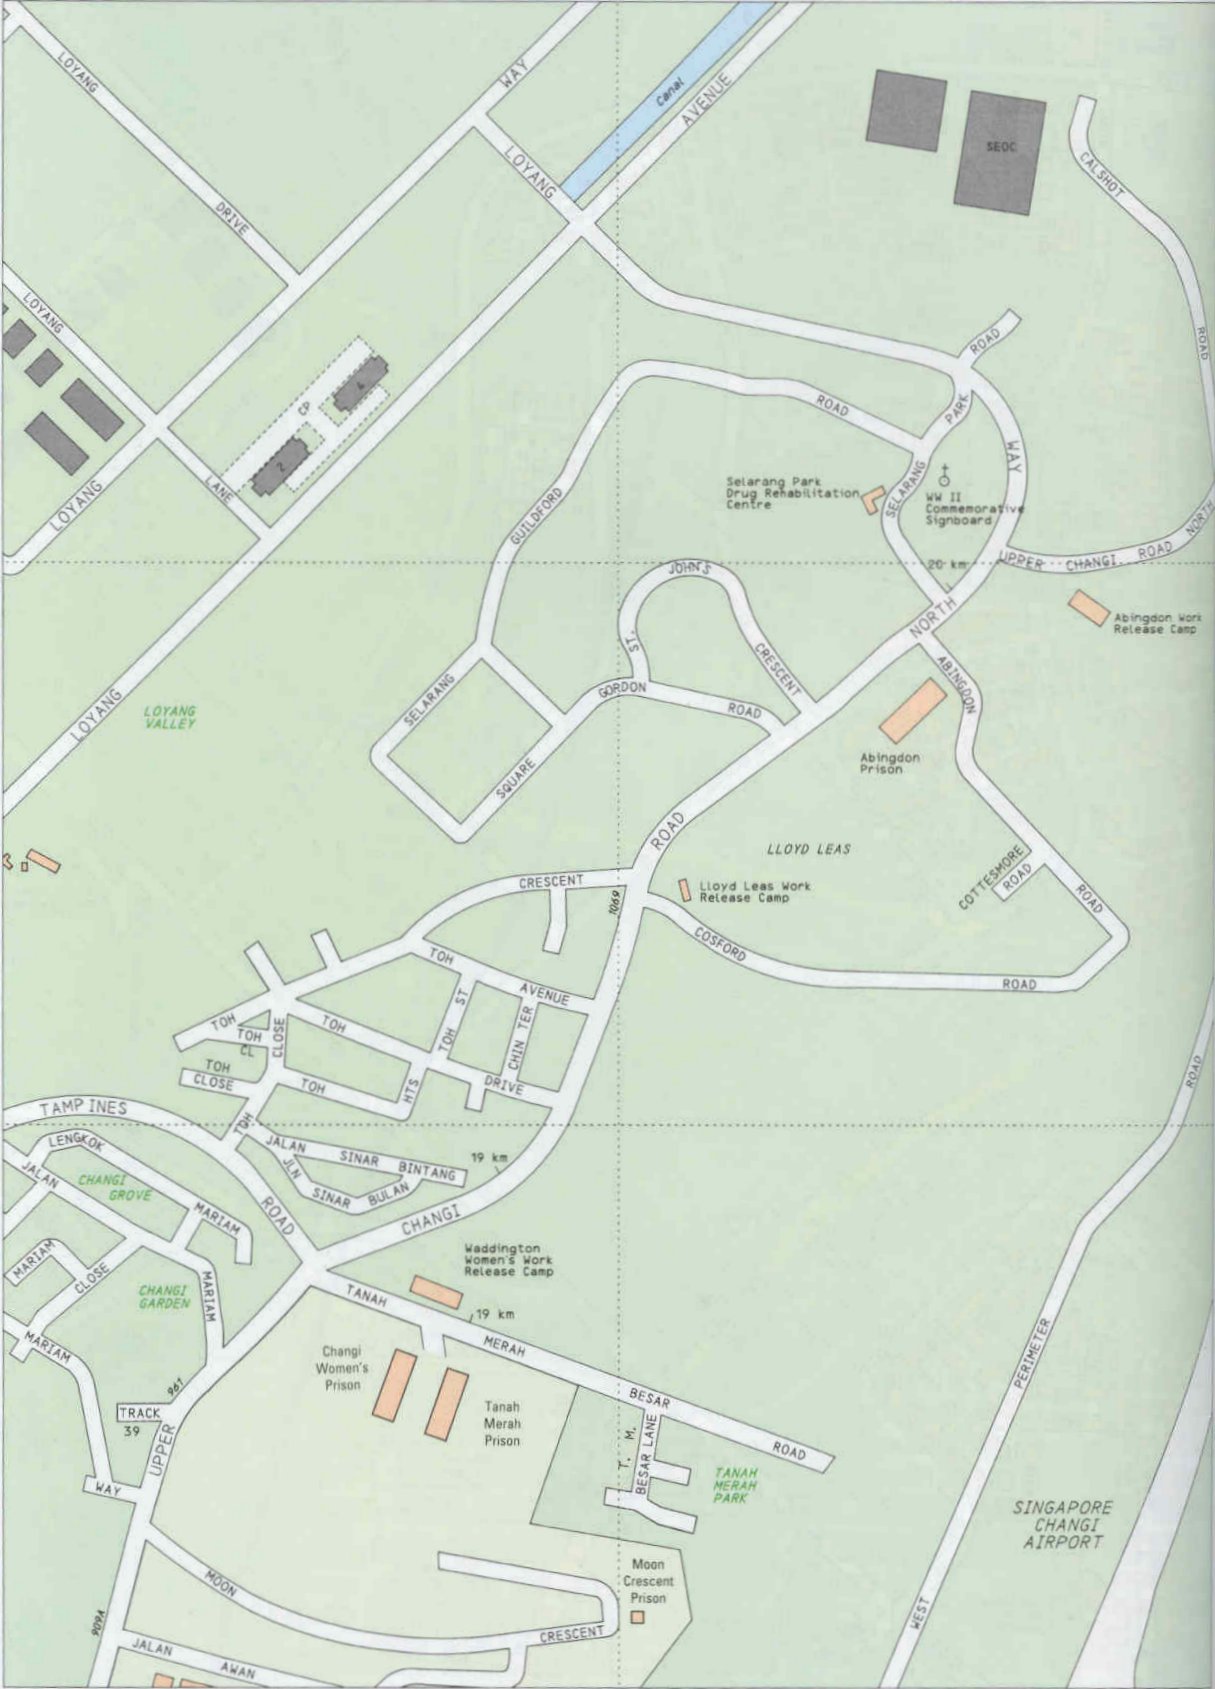 LOYANG
WAY
Canal
AVENUE
SEOC
CALSHOT
ROAD
LOYANG
DRIVE
LOYANG
ROAD
4
CP
2
LANE
LOYANG
ROAD
PARK
WAY
SELARANG
Selarang Park
Drug Rehabilitation
Centre
WW II
Commemorative
Signboard
GUILDFORD
UPPER CHANGI ROAD NORTH
20 km
JOHN'S
ST.
CRESCENT
NORTH
Abingdon Work
Release Camp
ABINGDON
GORDON
ROAD
SELARANG
SQUARE
LOYANG
LOYANG
VALLEY
Abingdon
Prison
ROAD
LLOYD LEAS
COTTESMORE
ROAD
ROAD
CRESCENT
1069
Lloyd Leas Work
Release Camp
COSFORD
ROAD
TOH
AVENUE
TOH
ST
CHIN TER
TOH
TOH
CL
CLOSE
TOH
TOH
CLOSE
TOH
HTS
DRIVE
TOH
ROAD
TAMPINES
LENGKOK
JALAN
CHANGI
GROVE
MARIAM
ROAD
JALAN SINAR BINTANG
JLN
SINAR BULAN
19 km
CHANGI
MARIAM
CLOSE
CHANGI
GARDEN
MARIAM
MARIAM
Waddington
Women's Work
Release Camp
TANAH
19 km
MERAH
BESAR
ROAD
PERIMETER
Changi
Women's
Prison
Tanah
Merah
Prison
961
TRACK
39
UPPER
WAY
T. M.
BESAR LANE
TANAH
MERAH
PARK
SINGAPORE
CHANGI
AIRPORT
MOON
CRESCENT
Moon
Crescent
Prison
WEST
909A
JALAN
AWAN